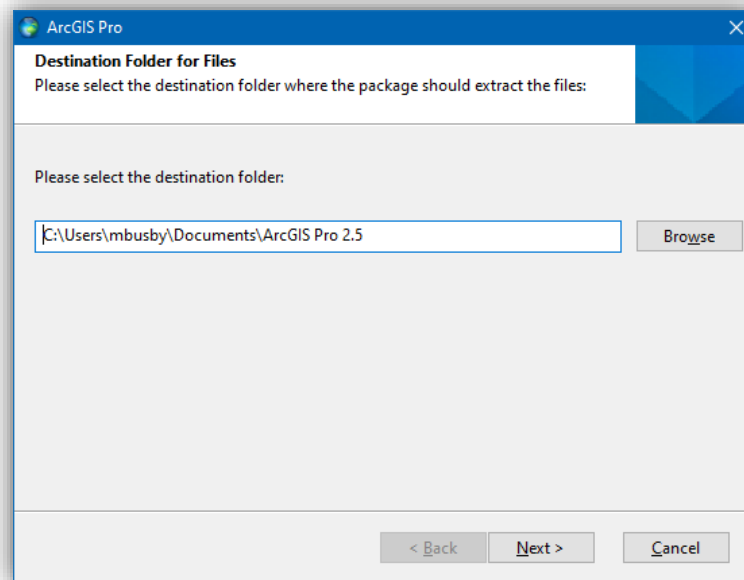 ArcGIS Pro
Destination Folder for Files
Please select the destination folder where the package should extract the files:
Please select the destination folder:
C:\Users\mbusby\Documents\ArcGIS Pro 2.5
Browse
< Back
Next >
Cancel